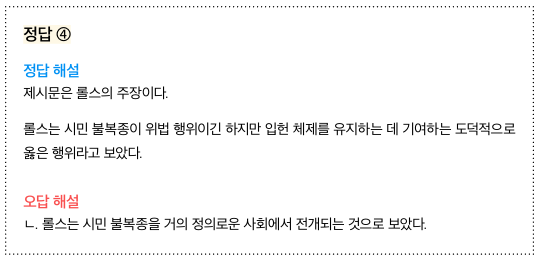 정답 ④
정답 해설
제시문은 롤스의 주장이다.
롤스는 시민 불복종이 위법 행위이긴 하지만 입헌 체제를 유지하는 데 기여하는 도덕적으로
옳은 행위라고 보았다.
오답 해설
ㄴ. 롤스는 시민 불복종을 거의 정의로운 사회에서 전개되는 것으로 보았다.